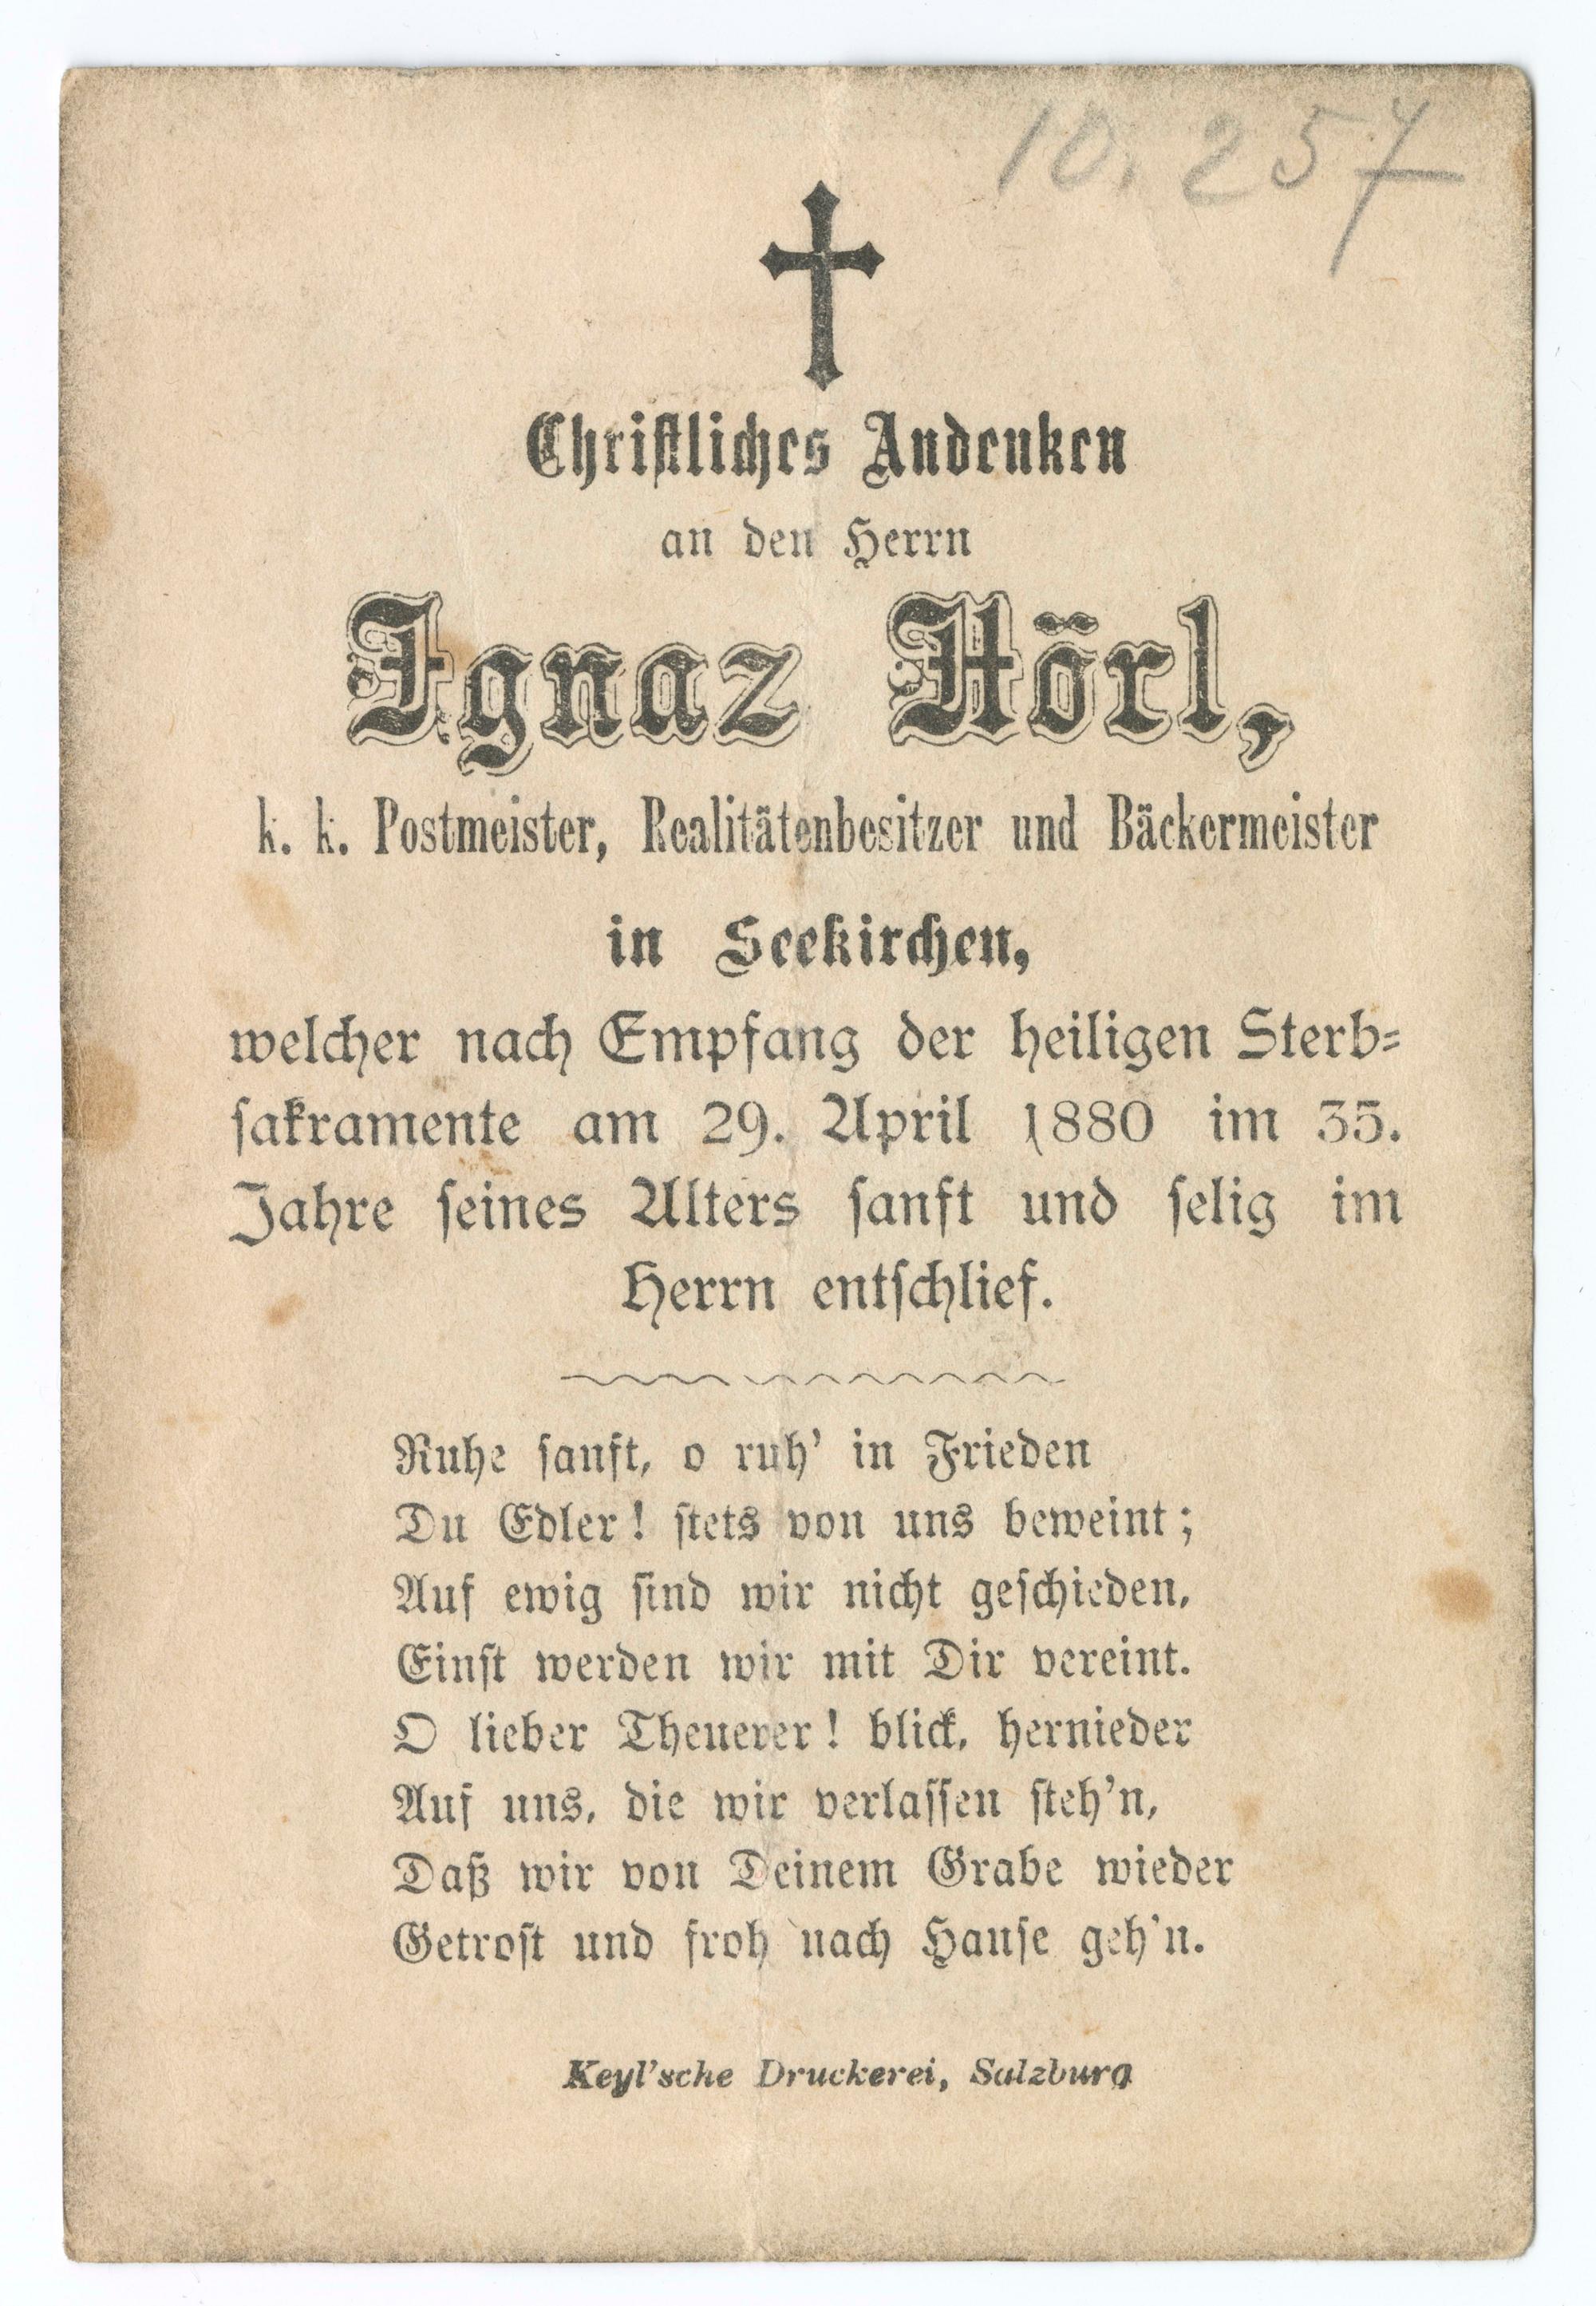 10.257
Christliches Andenken
an den Herrn
Ignaz Hörl,
k. k. Postmeister, Realitätenbesitzer und Bäckermeister
in Seekirchen,
welcher nach Empfang der heiligen Sterb-
sakramente am 29. April 1880 im 35.
Jahre seines Alters sanft und selig im
Herrn entschlief.
Ruhe sanft, o ruh' in Frieden
Du Edler! stets von uns beweint;
Auf ewig sind wir nicht geschieden,
Einst werden wir mit Dir vereint.
O lieber Theuerer! blick, hernieder
Auf uns, die wir verlassen steh'n,
Daß wir von Deinem Grabe wieder
Getrost und froh nach Hause geh'n.
Keyl'sche Druckerei, Salzburg